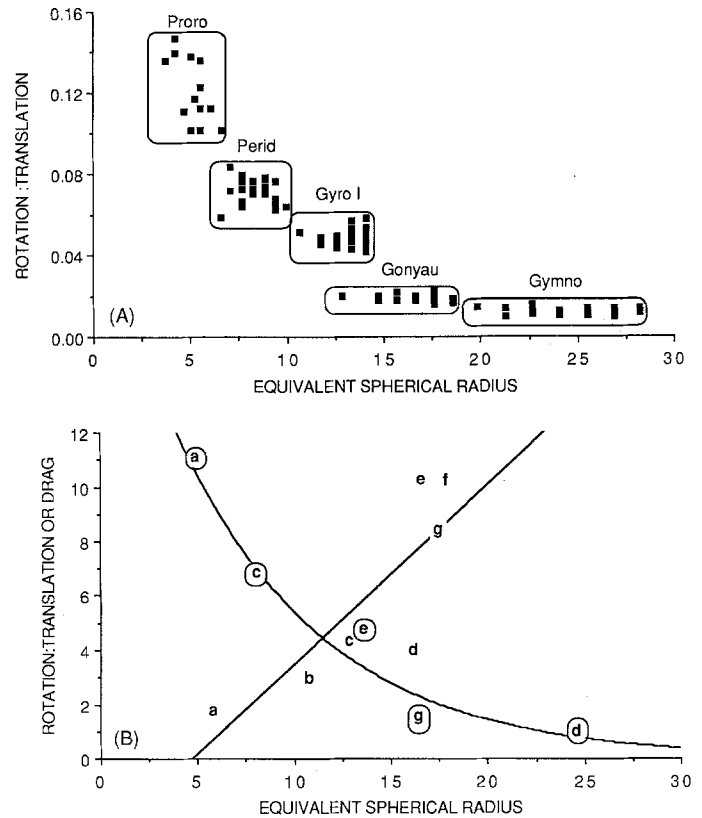 0.16
0.12
0.08
0.04
0.00
ROTATION :TRANSLATION
Proro
Perid
Gyro I
Gonyau
Gymno
(A)
0 5 10 15 20 25 30
EQUIVALENT SPHERICAL RADIUS
12
10
8
6
4
2
0
ROTATION:TRANSLATION OR DRAG
a
e f
g
c
e
c
d
b
a
g
d
(B)
0 5 10 15 20 25 30
EQUIVALENT SPHERICAL RADIUS